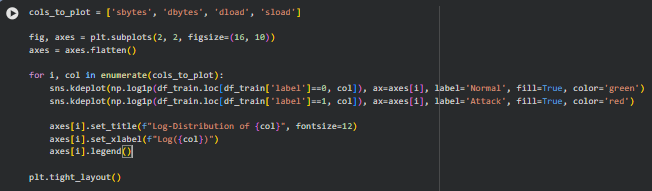 cols_to_plot = ['sbytes', 'dbytes', 'dload', 'sload']
fig, axes = plt.subplots(2, 2, figsize=(16, 10))
axes = axes.flatten()
for i, col in enumerate(cols_to_plot):
    sns.kdeplot(np.log1p(df_train.loc[df_train['label']==0, col]), ax=axes[i], label='Normal', fill=True, color='green')
    sns.kdeplot(np.log1p(df_train.loc[df_train['label']==1, col]), ax=axes[i], label='Attack', fill=True, color='red')
    axes[i].set_title(f"Log-Distribution of {col}", fontsize=12)
    axes[i].set_xlabel(f"Log({col})")
    axes[i].legend()
plt.tight_layout()